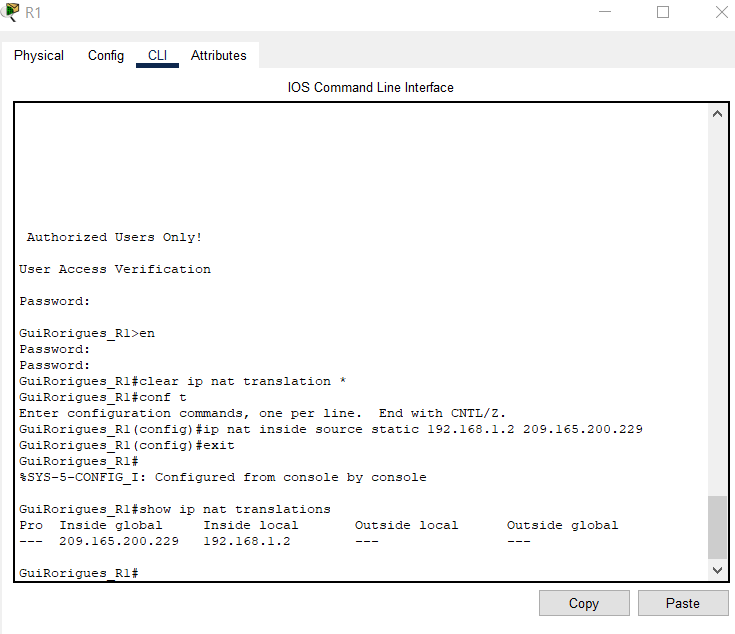 R1
Physical Config CLI Attributes
IOS Command Line Interface
Authorized Users Only!
User Access Verification
Password:
GuiRorigues_R1>en
Password:
Password:
GuiRorigues_R1#clear ip nat translation *
GuiRorigues_R1#conf t
Enter configuration commands, one per line.  End with CNTL/Z.
GuiRorigues_R1(config)#ip nat inside source static 192.168.1.2 209.165.200.229
GuiRorigues_R1(config)#exit
GuiRorigues_R1#
%SYS-5-CONFIG_I: Configured from console by console
GuiRorigues_R1#show ip nat translations
Pro  Inside global     Inside local       Outside local      Outside global
---  209.165.200.229   192.168.1.2        ---                ---
GuiRorigues_R1#
Copy Paste